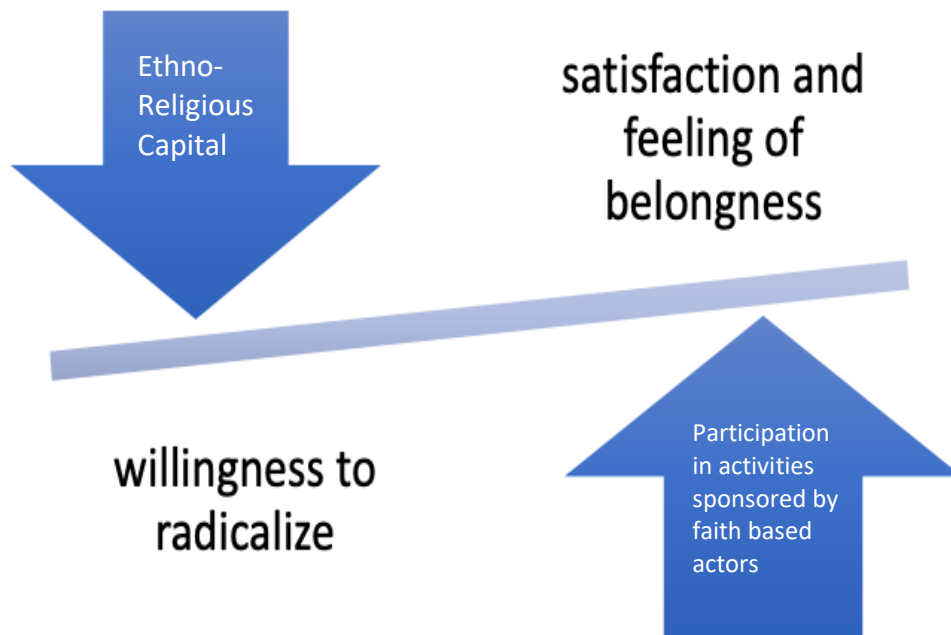 Ethno-
Religious
Capital
satisfaction and
feeling of
belongness
willingness to
radicalize
Participation
in activities
sponsored by
faith based
actors